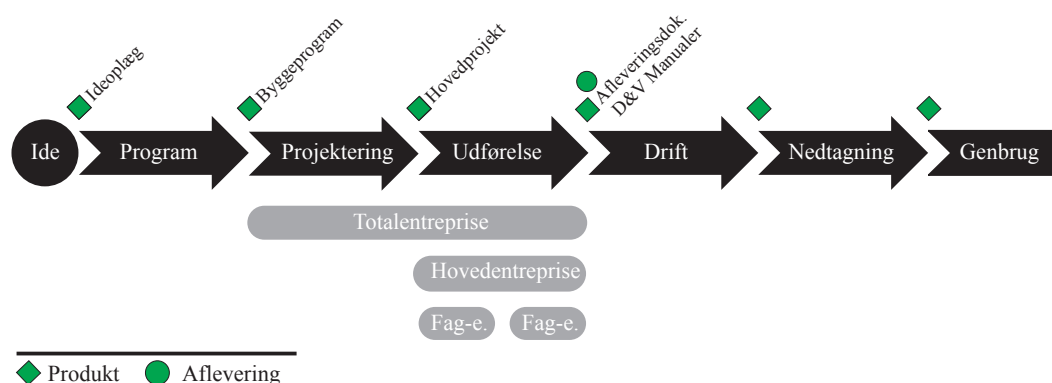 Ideoplæg
Byggeprogram
Hovedprojekt
Afleveringsdok.
D&V Manualer
Ide
Program
Projektering
Udførelse
Drift
Nedtagning
Genbrug
Totalentreprise
Hovedentreprise
Fag-e.
Fag-e.
Produkt
Aflevering